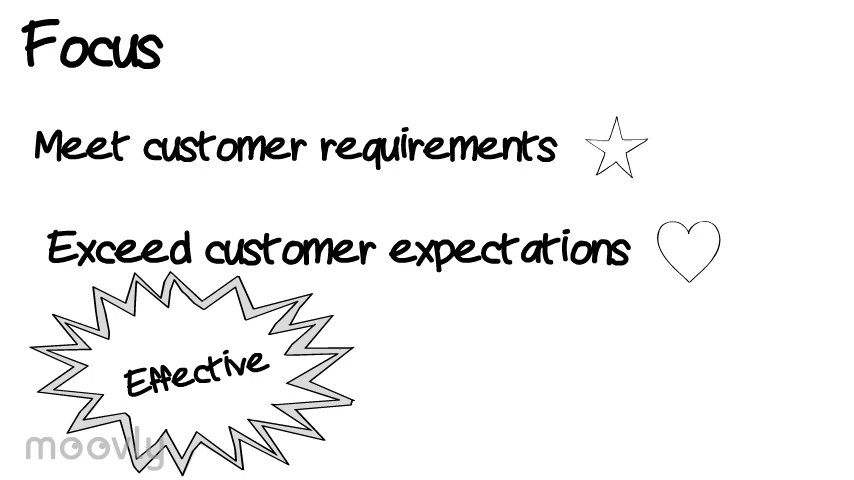 Focus
Meet customer requirements
Exceed customer expectations
Effective
moovly